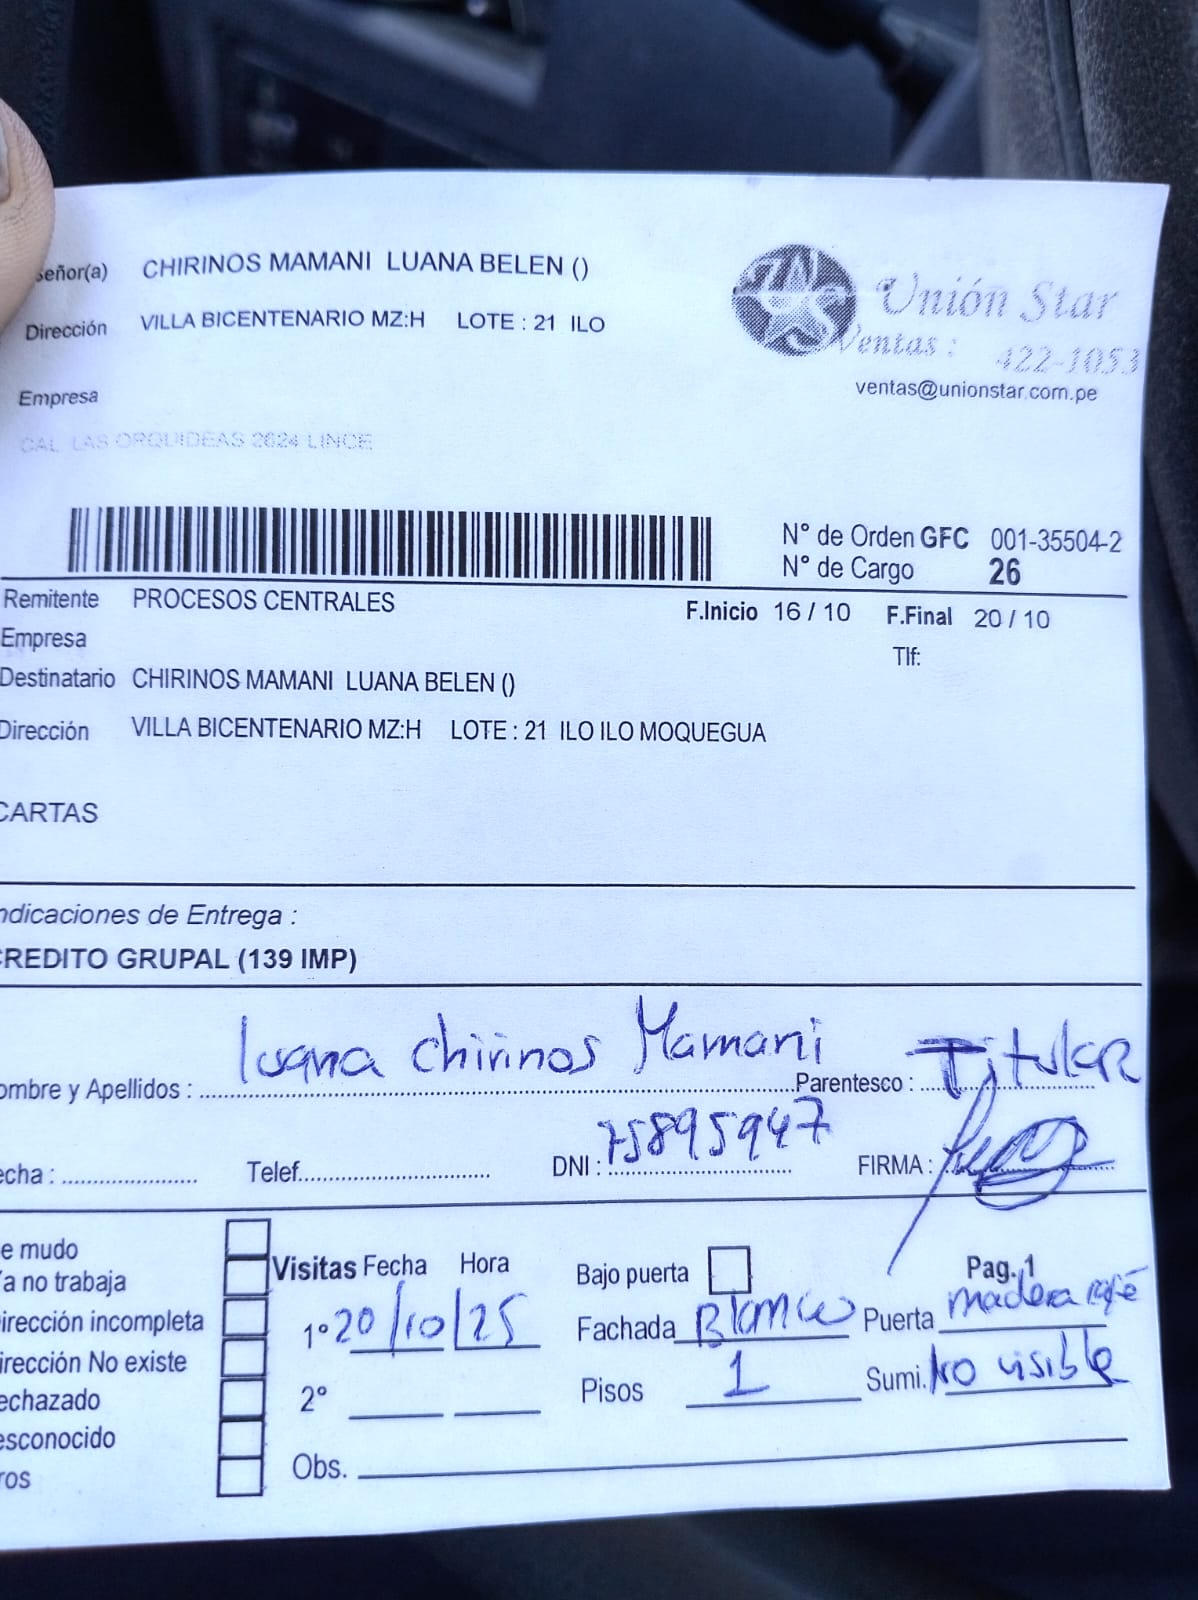 Señor(a) CHIRINOS MAMANI LUANA BELEN ()
Dirección VILLA BICENTENARIO MZ:H LOTE : 21 ILO
Unión Star
Ventas : 422-1053
ventas@unionstar.com.pe
Empresa
CAL LAS ORQUIDEAS 2624 LINCE
N° de Orden GFC 001-35504-2
N° de Cargo 26
Remitente PROCESOS CENTRALES F.Inicio 16 / 10 F.Final 20 / 10
Empresa Tlf:
Destinatario CHIRINOS MAMANI LUANA BELEN ()
Dirección VILLA BICENTENARIO MZ:H LOTE : 21 ILO ILO MOQUEGUA
CARTAS
ndicaciones de Entrega :
CREDITO GRUPAL (139 IMP)
ombre y Apellidos : luana chirinos Mamani Parentesco : Titular
echa : Telef. DNI : 75895947 FIRMA :
e mudo
Ya no trabaja
irección incompleta
irección No existe
echazado
esconocido
ros
Visitas Fecha Hora
1° 20/10/25
2°
Bajo puerta Pag. 1
Fachada Blanco Puerta madera café
Pisos 1 Sumi. No visible
Obs.